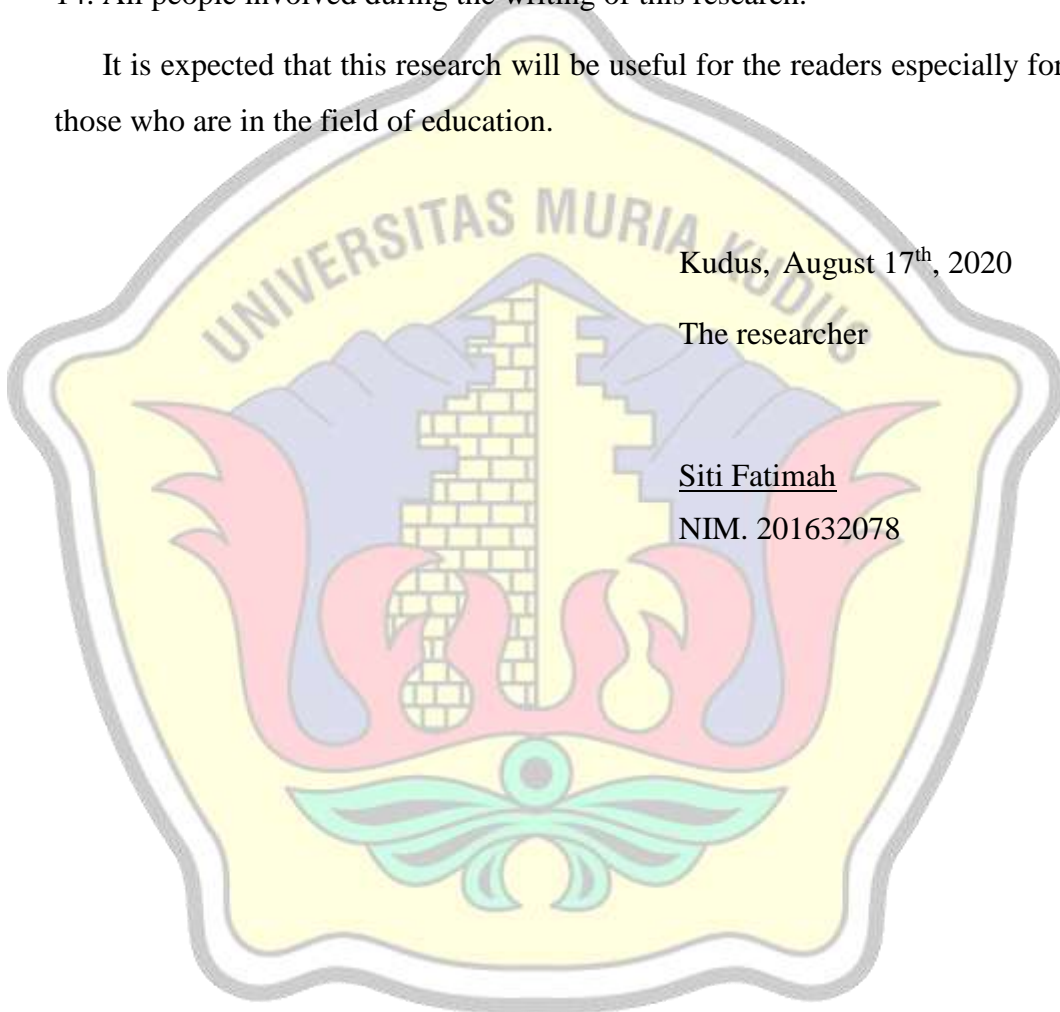 14. All people involved during the writing of this research.
It is expected that this research will be useful for the readers especially for
those who are in the field of education.
UNIVERSITAS MURIA KUDUS
Kudus, August 17th, 2020
The researcher
Siti Fatimah
NIM. 201632078